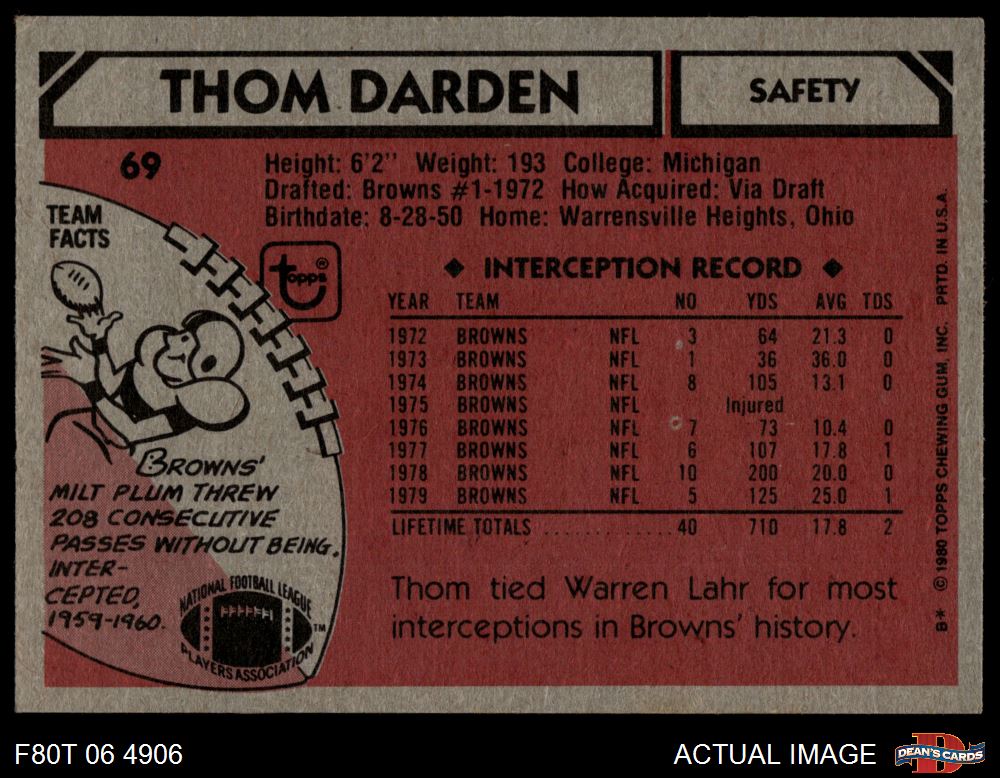 THOM DARDEN
SAFETY
69
Height: 6'2" Weight: 193 College: Michigan
Drafted: Browns #1-1972 How Acquired: Via Draft
Birthdate: 8-28-50 Home: Warrensville Heights, Ohio
TEAM
FACTS
topps®
BROWNS'
MILT PLUM THREW
208 CONSECUTIVE
PASSES WITHOUT BEING
INTER-
CEPTED,
1959-1960.
NATIONAL FOOTBALL LEAGUE
PLAYERS ASSOCIATION
TM
◆ INTERCEPTION RECORD ◆
YEAR TEAM NO YDS AVG TDS
1972 BROWNS NFL 3 64 21.3 0
1973 BROWNS NFL 1 36 36.0 0
1974 BROWNS NFL 8 105 13.1 0
1975 BROWNS NFL Injured
1976 BROWNS NFL 7 73 10.4 0
1977 BROWNS NFL 6 107 17.8 1
1978 BROWNS NFL 10 200 20.0 0
1979 BROWNS NFL 5 125 25.0 1
LIFETIME TOTALS . . . . . . . . . . . . 40 710 17.8 2
Thom tied Warren Lahr for most
interceptions in Browns' history.
B* © 1980 TOPPS CHEWING GUM, INC. PRTD. IN U.S.A.
F80T 06 4906
ACTUAL IMAGE
DEAN'S CARDS